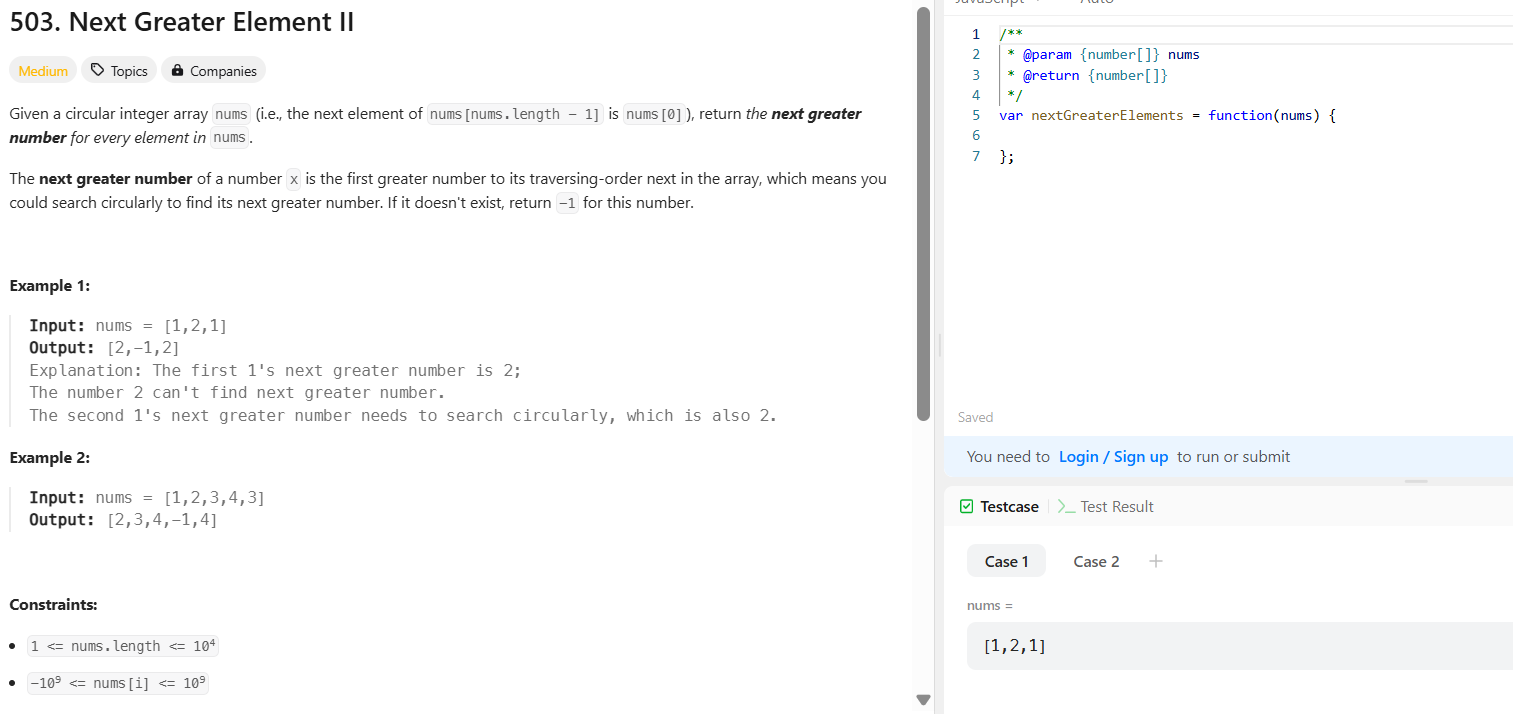 503. Next Greater Element II
Medium Topics Companies
Given a circular integer array nums (i.e., the next element of nums[nums.length - 1] is nums[0]), return the next greater
number for every element in nums.
The next greater number of a number x is the first greater number to its traversing-order next in the array, which means you
could search circularly to find its next greater number. If it doesn't exist, return -1 for this number.
Example 1:
Input: nums = [1,2,1]
Output: [2,-1,2]
Explanation: The first 1's next greater number is 2;
The number 2 can't find next greater number.
The second 1's next greater number needs to search circularly, which is also 2.
Example 2:
Input: nums = [1,2,3,4,3]
Output: [2,3,4,-1,4]
Constraints:
• 1 <= nums.length <= 10⁴
• -10⁹ <= nums[i] <= 10⁹
JavaScript Auto
1 /**
2 * @param {number[]} nums
3 * @return {number[]}
4 */
5 var nextGreaterElements = function(nums) {
6
7 };
Saved
You need to Login / Sign up to run or submit
Testcase >_ Test Result
Case 1 Case 2 +
nums =
[1,2,1]